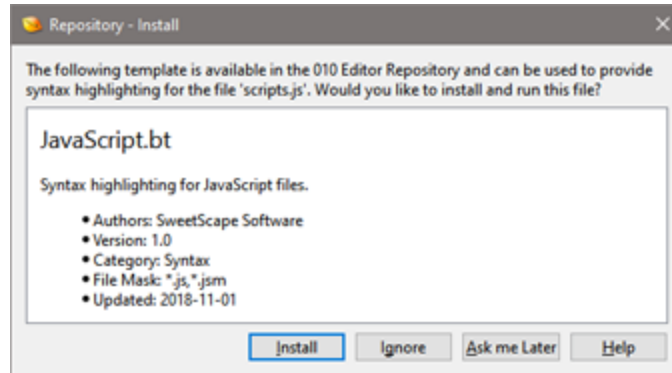 Repository - Install
The following template is available in the 010 Editor Repository and can be used to provide
syntax highlighting for the file 'scripts.js'. Would you like to install and run this file?
JavaScript.bt
Syntax highlighting for JavaScript files.
• Authors: SweetScape Software
• Version: 1.0
• Category: Syntax
• File Mask: *.js,*.jsm
• Updated: 2018-11-01
Install Ignore Ask me Later Help